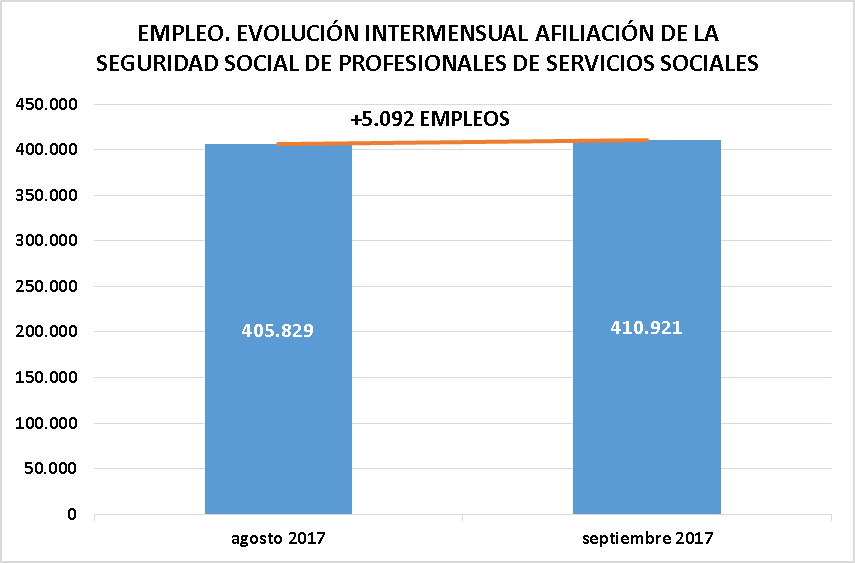 EMPLEO. EVOLUCIÓN INTERMENSUAL AFILIACIÓN DE LA
SEGURIDAD SOCIAL DE PROFESIONALES DE SERVICIOS SOCIALES
450.000
+5.092 EMPLEOS
400.000
350.000
300.000
250.000
200.000
405.829
410.921
150.000
100.000
50.000
0
agosto 2017
septiembre 2017